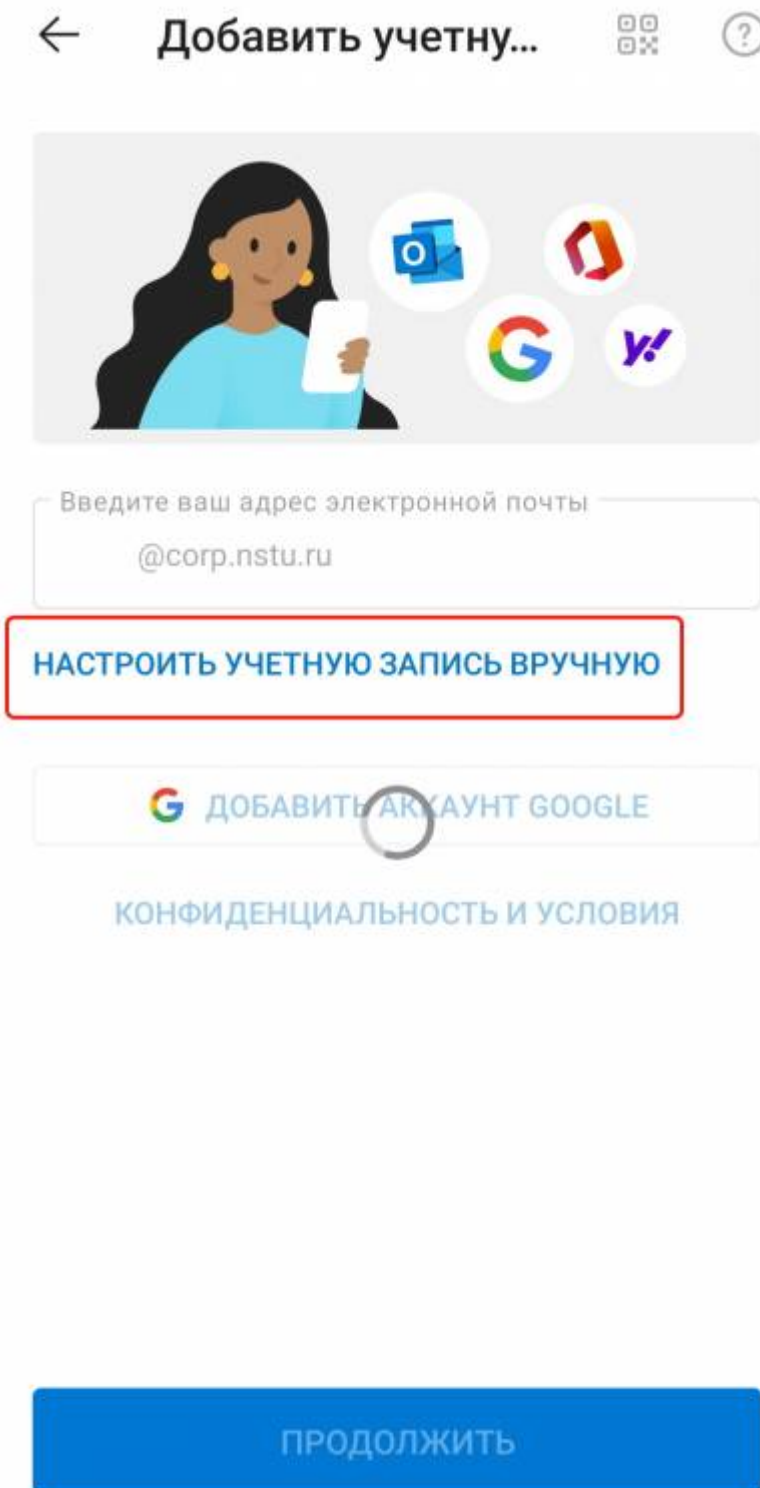 Добавить учетну...
Введите ваш адрес электронной почты
@corp.nstu.ru
НАСТРОИТЬ УЧЕТНУЮ ЗАПИСЬ ВРУЧНУЮ
ДОБАВИТЬ АККАУНТ GOOGLE
КОНФИДЕНЦИАЛЬНОСТЬ И УСЛОВИЯ
ПРОДОЛЖИТЬ